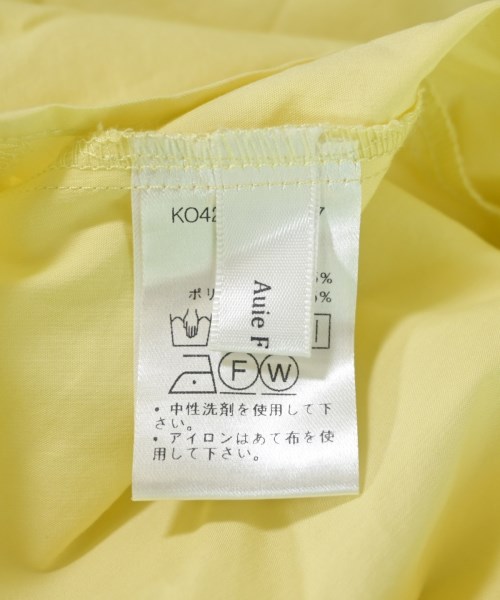 KO42
Auie F
ポリ
%
%
F W
• 中性洗剤を使用して下
さい。
• アイロンはあて布を使
用して下さい。